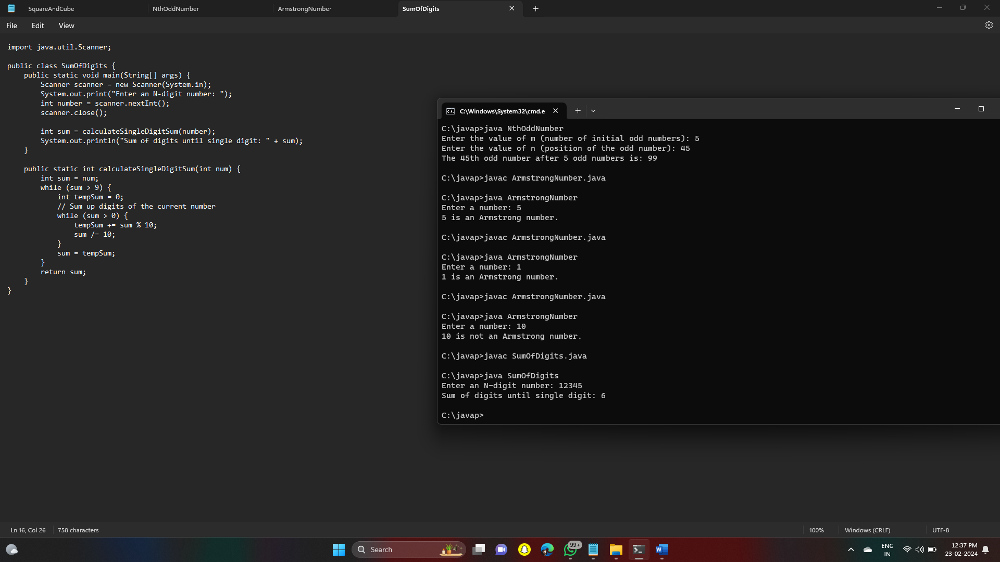 SquareAndCube
NthOddNumber
ArmstrongNumber
SumOfDigits
File
Edit
View
import java.util.Scanner;
public class SumOfDigits {
    public static void main(String[] args) {
        Scanner scanner = new Scanner(System.in);
        System.out.print("Enter an N-digit number: ");
        int number = scanner.nextInt();
        scanner.close();
        int sum = calculateSingleDigitSum(number);
        System.out.println("Sum of digits until single digit: " + sum);
    }
    public static int calculateSingleDigitSum(int num) {
        int sum = num;
        while (sum > 9) {
            int tempSum = 0;
            // Sum up digits of the current number
            while (sum > 0) {
                tempSum += sum % 10;
                sum /= 10;
            }
            sum = tempSum;
        }
        return sum;
    }
}
C:\Windows\System32\cmd.e
C:\javap>java NthOddNumber
Enter the value of m (number of initial odd numbers): 5
Enter the value of n (position of the odd number): 45
The 45th odd number after 5 odd numbers is: 99
C:\javap>javac ArmstrongNumber.java
C:\javap>java ArmstrongNumber
Enter a number: 5
5 is an Armstrong number.
C:\javap>javac ArmstrongNumber.java
C:\javap>java ArmstrongNumber
Enter a number: 1
1 is an Armstrong number.
C:\javap>javac ArmstrongNumber.java
C:\javap>java ArmstrongNumber
Enter a number: 10
10 is not an Armstrong number.
C:\javap>javac SumOfDigits.java
C:\javap>java SumOfDigits
Enter an N-digit number: 12345
Sum of digits until single digit: 6
C:\javap>
Ln 16, Col 26
758 characters
100%
Windows (CRLF)
UTF-8
Search
99+
ENG
IN
12:37 PM
23-02-2024